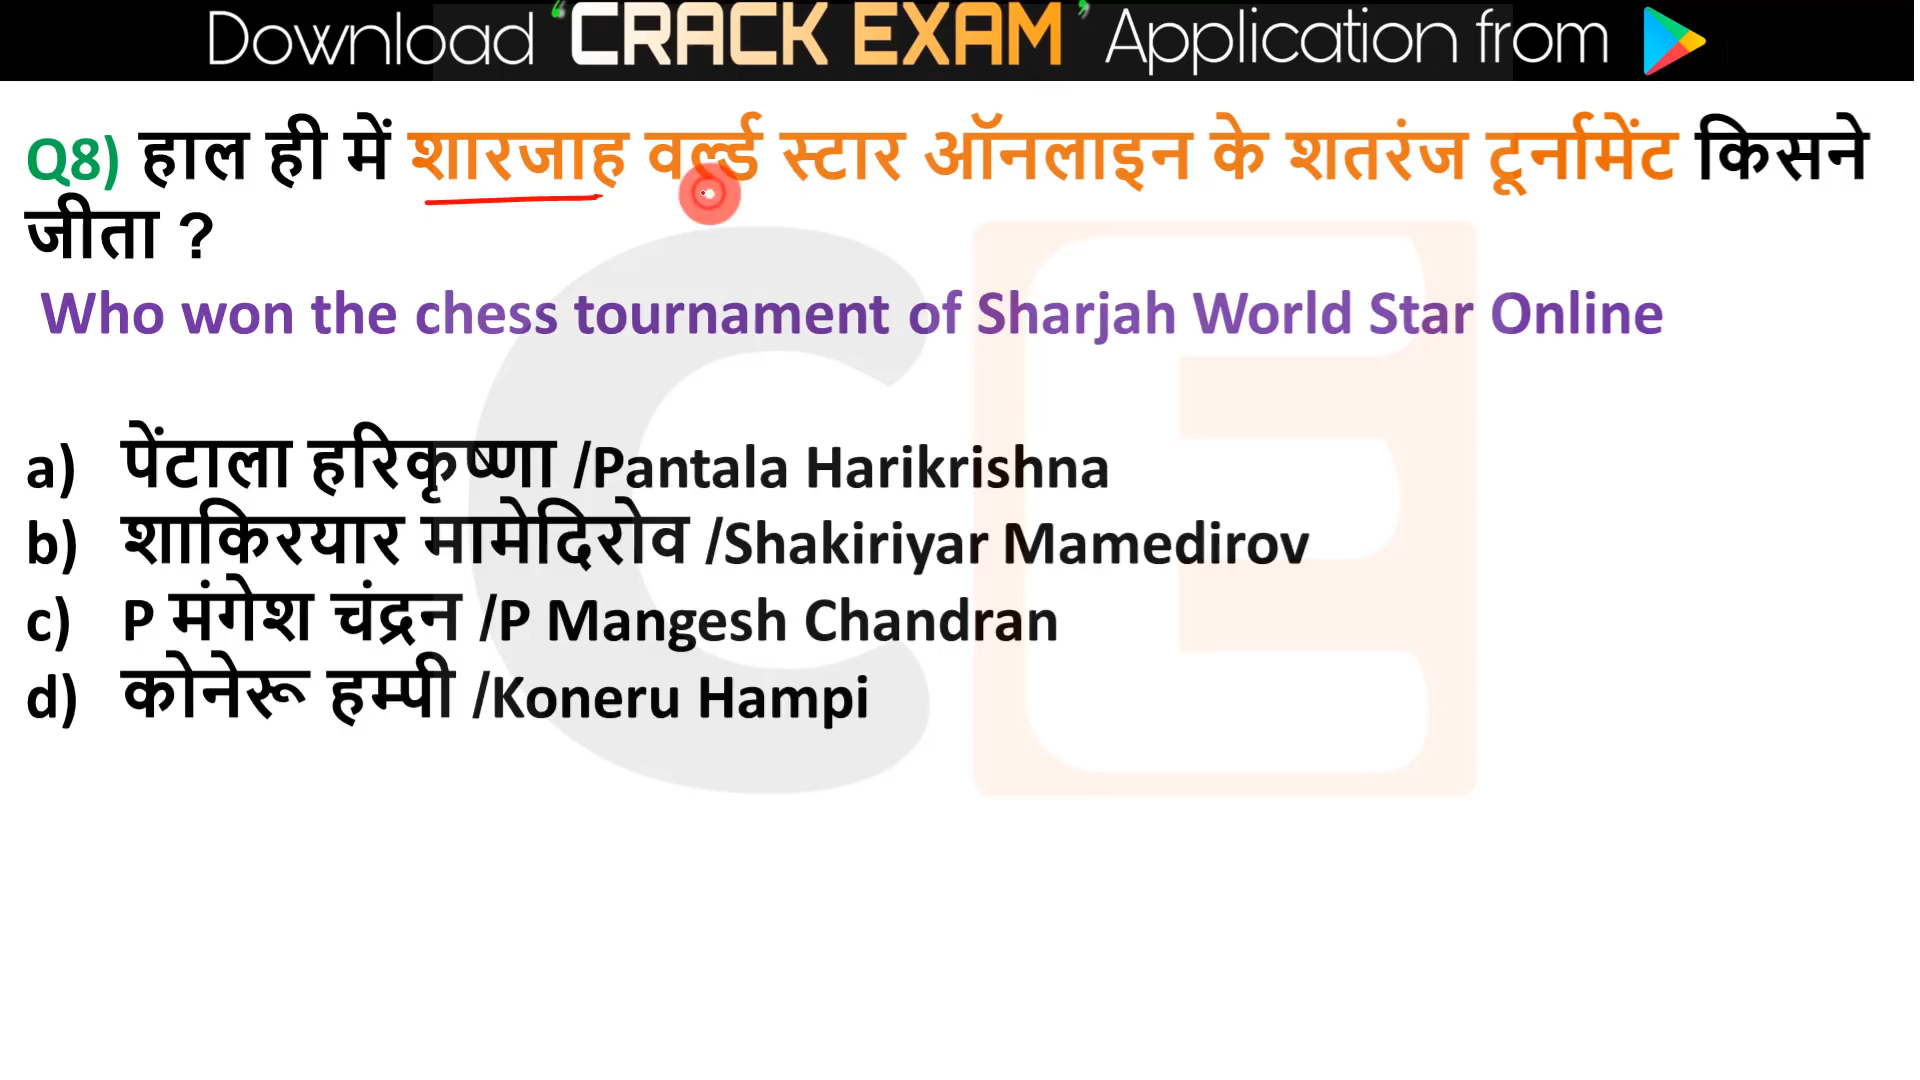 Download ‘CRACK EXAM’ Application from
Q8) हाल ही में शारजाह वर्ल्ड स्टार ऑनलाइन के शतरंज टूर्नामेंट किसने
जीता ?
Who won the chess tournament of Sharjah World Star Online
a) पेंटाला हरिकृष्णा /Pantala Harikrishna
b) शाकिरयार मामेदिरोव /Shakiriyar Mamedirov
c) P मंगेश चंद्रन /P Mangesh Chandran
d) कोनेरू हम्पी /Koneru Hampi
CE